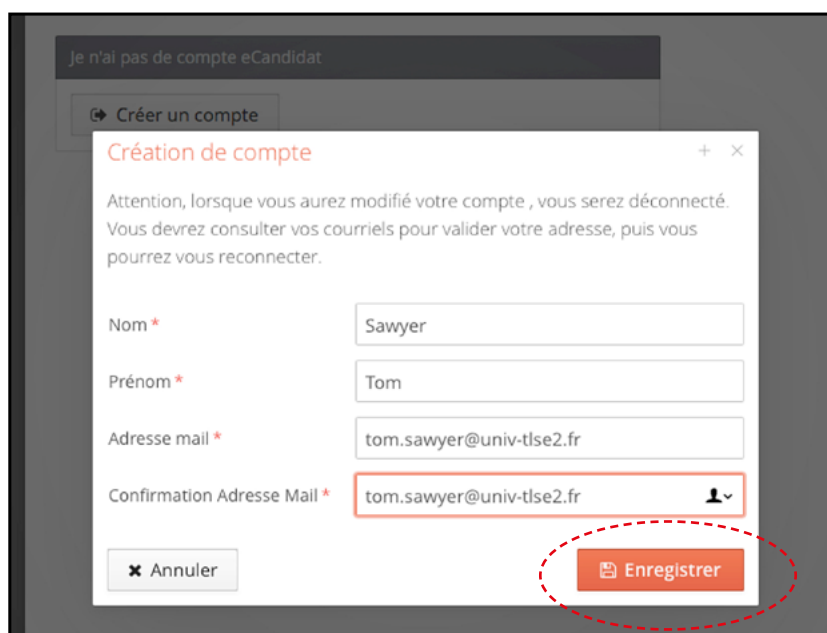 Je n'ai pas de compte eCandidat
Créer un compte
Création de compte
Attention, lorsque vous aurez modifié votre compte , vous serez déconnecté.
Vous devrez consulter vos courriels pour valider votre adresse, puis vous
pourrez vous reconnecter.
Nom *
Sawyer
Prénom *
Tom
Adresse mail *
tom.sawyer@univ-tlse2.fr
Confirmation Adresse Mail *
tom.sawyer@univ-tlse2.fr
Annuler
Enregistrer